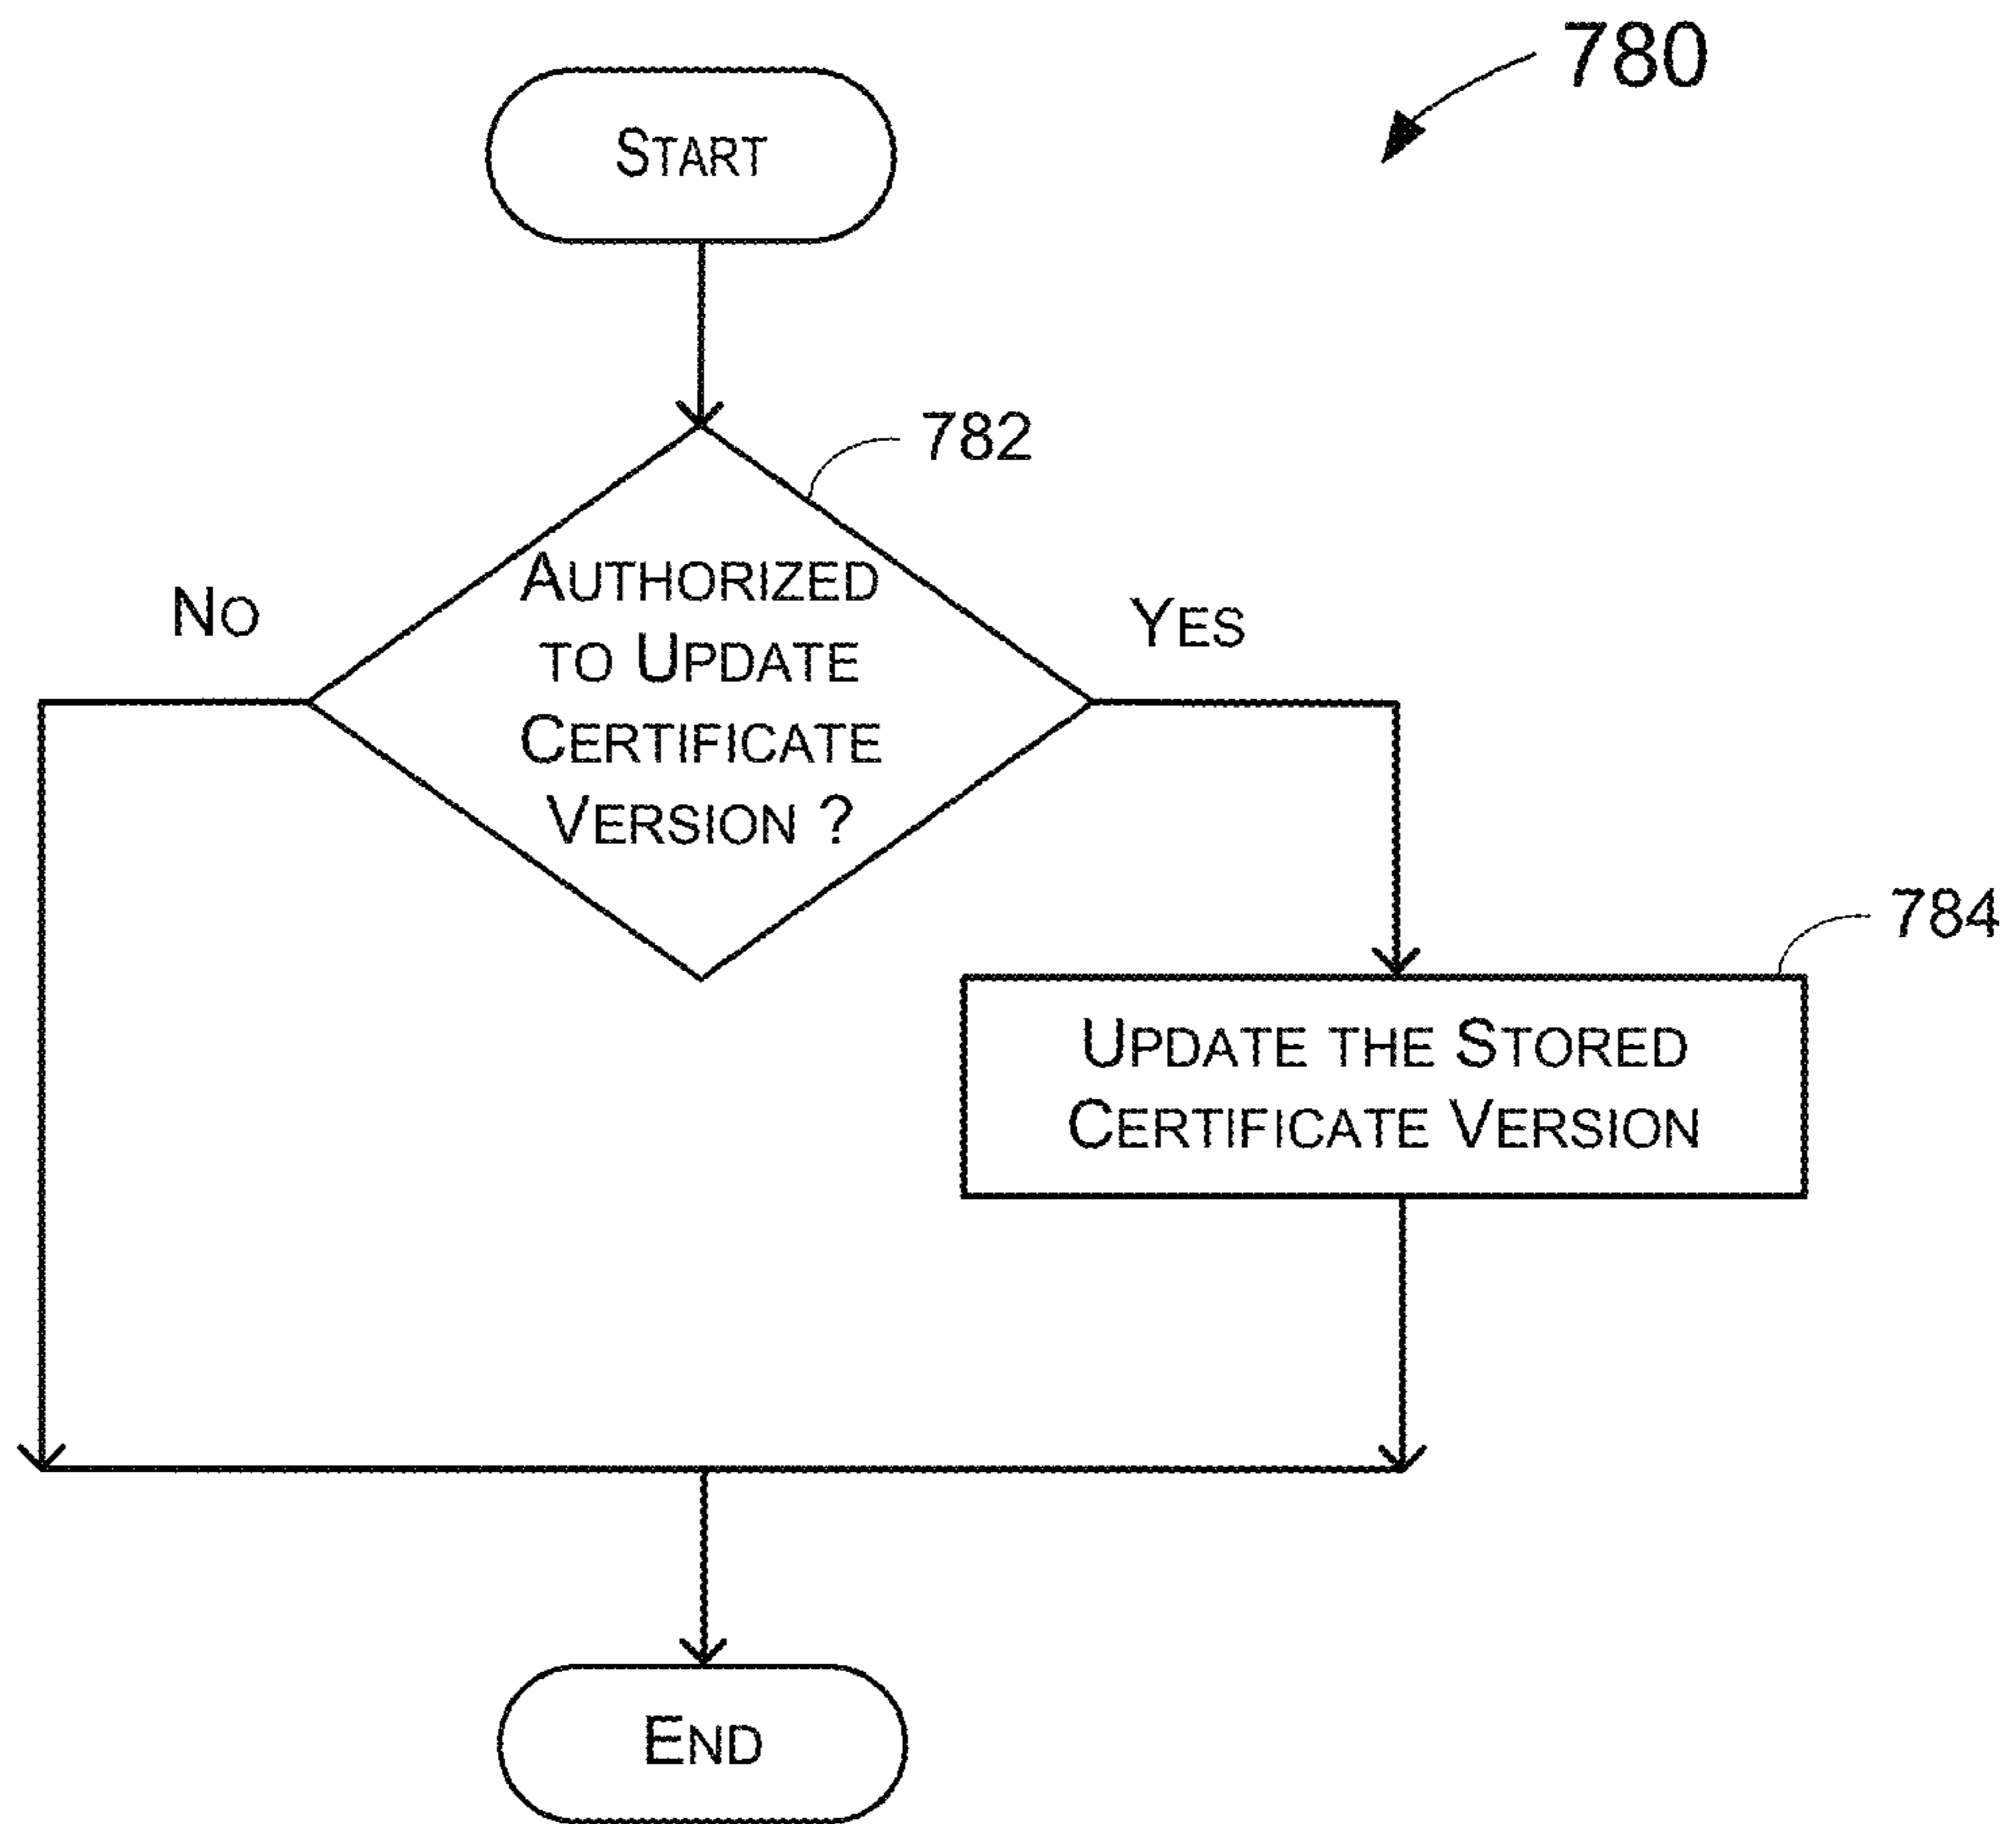 780
START
782
AUTHORIZED
TO UPDATE
CERTIFICATE
VERSION ?
NO
YES
784
UPDATE THE STORED
CERTIFICATE VERSION
END